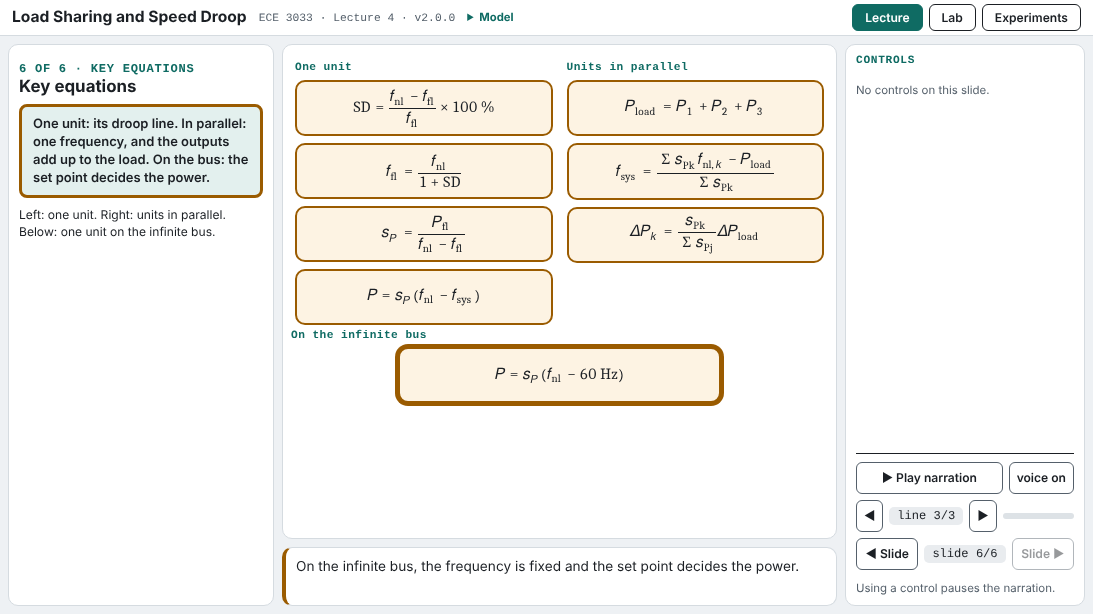 Load Sharing and Speed Droop ECE 3033 · Lecture 4 · v2.0.0 ▶ Model
Lecture Lab Experiments
6 OF 6 · KEY EQUATIONS
Key equations
One unit: its droop line. In parallel:
one frequency, and the outputs
add up to the load. On the bus: the
set point decides the power.
Left: one unit. Right: units in parallel.
Below: one unit on the infinite bus.
One unit
SD = (f_nl − f_fl) / f_fl × 100 %
f_fl = f_nl / (1 + SD)
s_P = P_fl / (f_nl − f_fl)
P = s_P (f_nl − f_sys )
Units in parallel
P_load = P_1 + P_2 + P_3
f_sys = (Σ s_Pk f_nl,k − P_load) / (Σ s_Pk)
ΔP_k = s_Pk / (Σ s_Pj) ΔP_load
On the infinite bus
P = s_P (f_nl − 60 Hz)
On the infinite bus, the frequency is fixed and the set point decides the power.
CONTROLS
No controls on this slide.
▶ Play narration voice on
◀ line 3/3 ▶
◀ Slide slide 6/6 Slide ▶
Using a control pauses the narration.